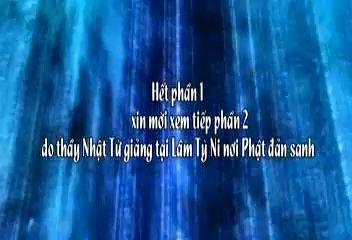 Hết phần 1
xin mời xem tiếp phần 2
do thầy Nhật Từ giảng tại Lâm Tỳ Ni nơi Phật đản sanh